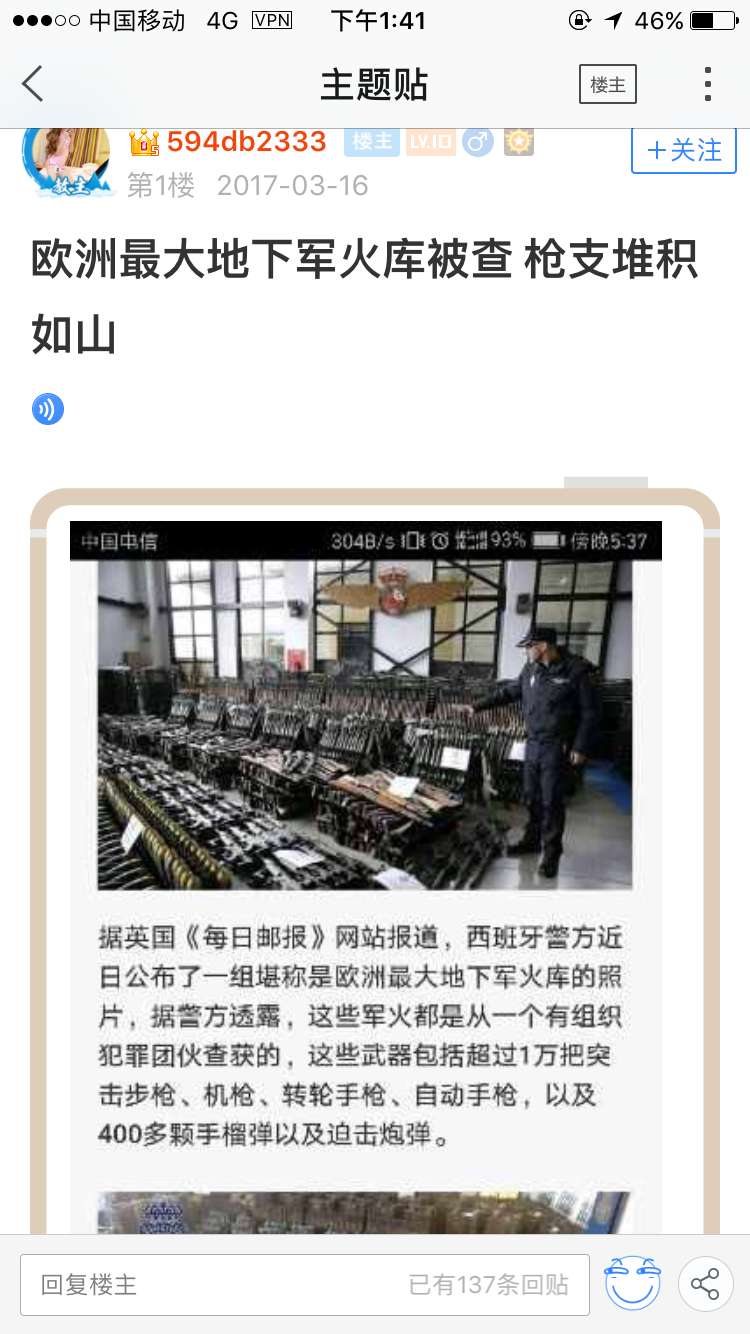 中国移动 4G VPN 下午1:41 46%
主题贴 楼主
594db2333 楼主 LV.10
+关注
教主
第1楼 2017-03-16
欧洲最大地下军火库被查 枪支堆积
如山
中国电信 304B/s 93% 傍晚5:37
据英国《每日邮报》网站报道，西班牙警方近
日公布了一组堪称是欧洲最大地下军火库的照
片，据警方透露，这些军火都是从一个有组织
犯罪团伙查获的，这些武器包括超过1万把突
击步枪、机枪、转轮手枪、自动手枪，以及
400多颗手榴弹以及迫击炮弹。
回复楼主 已有137条回贴